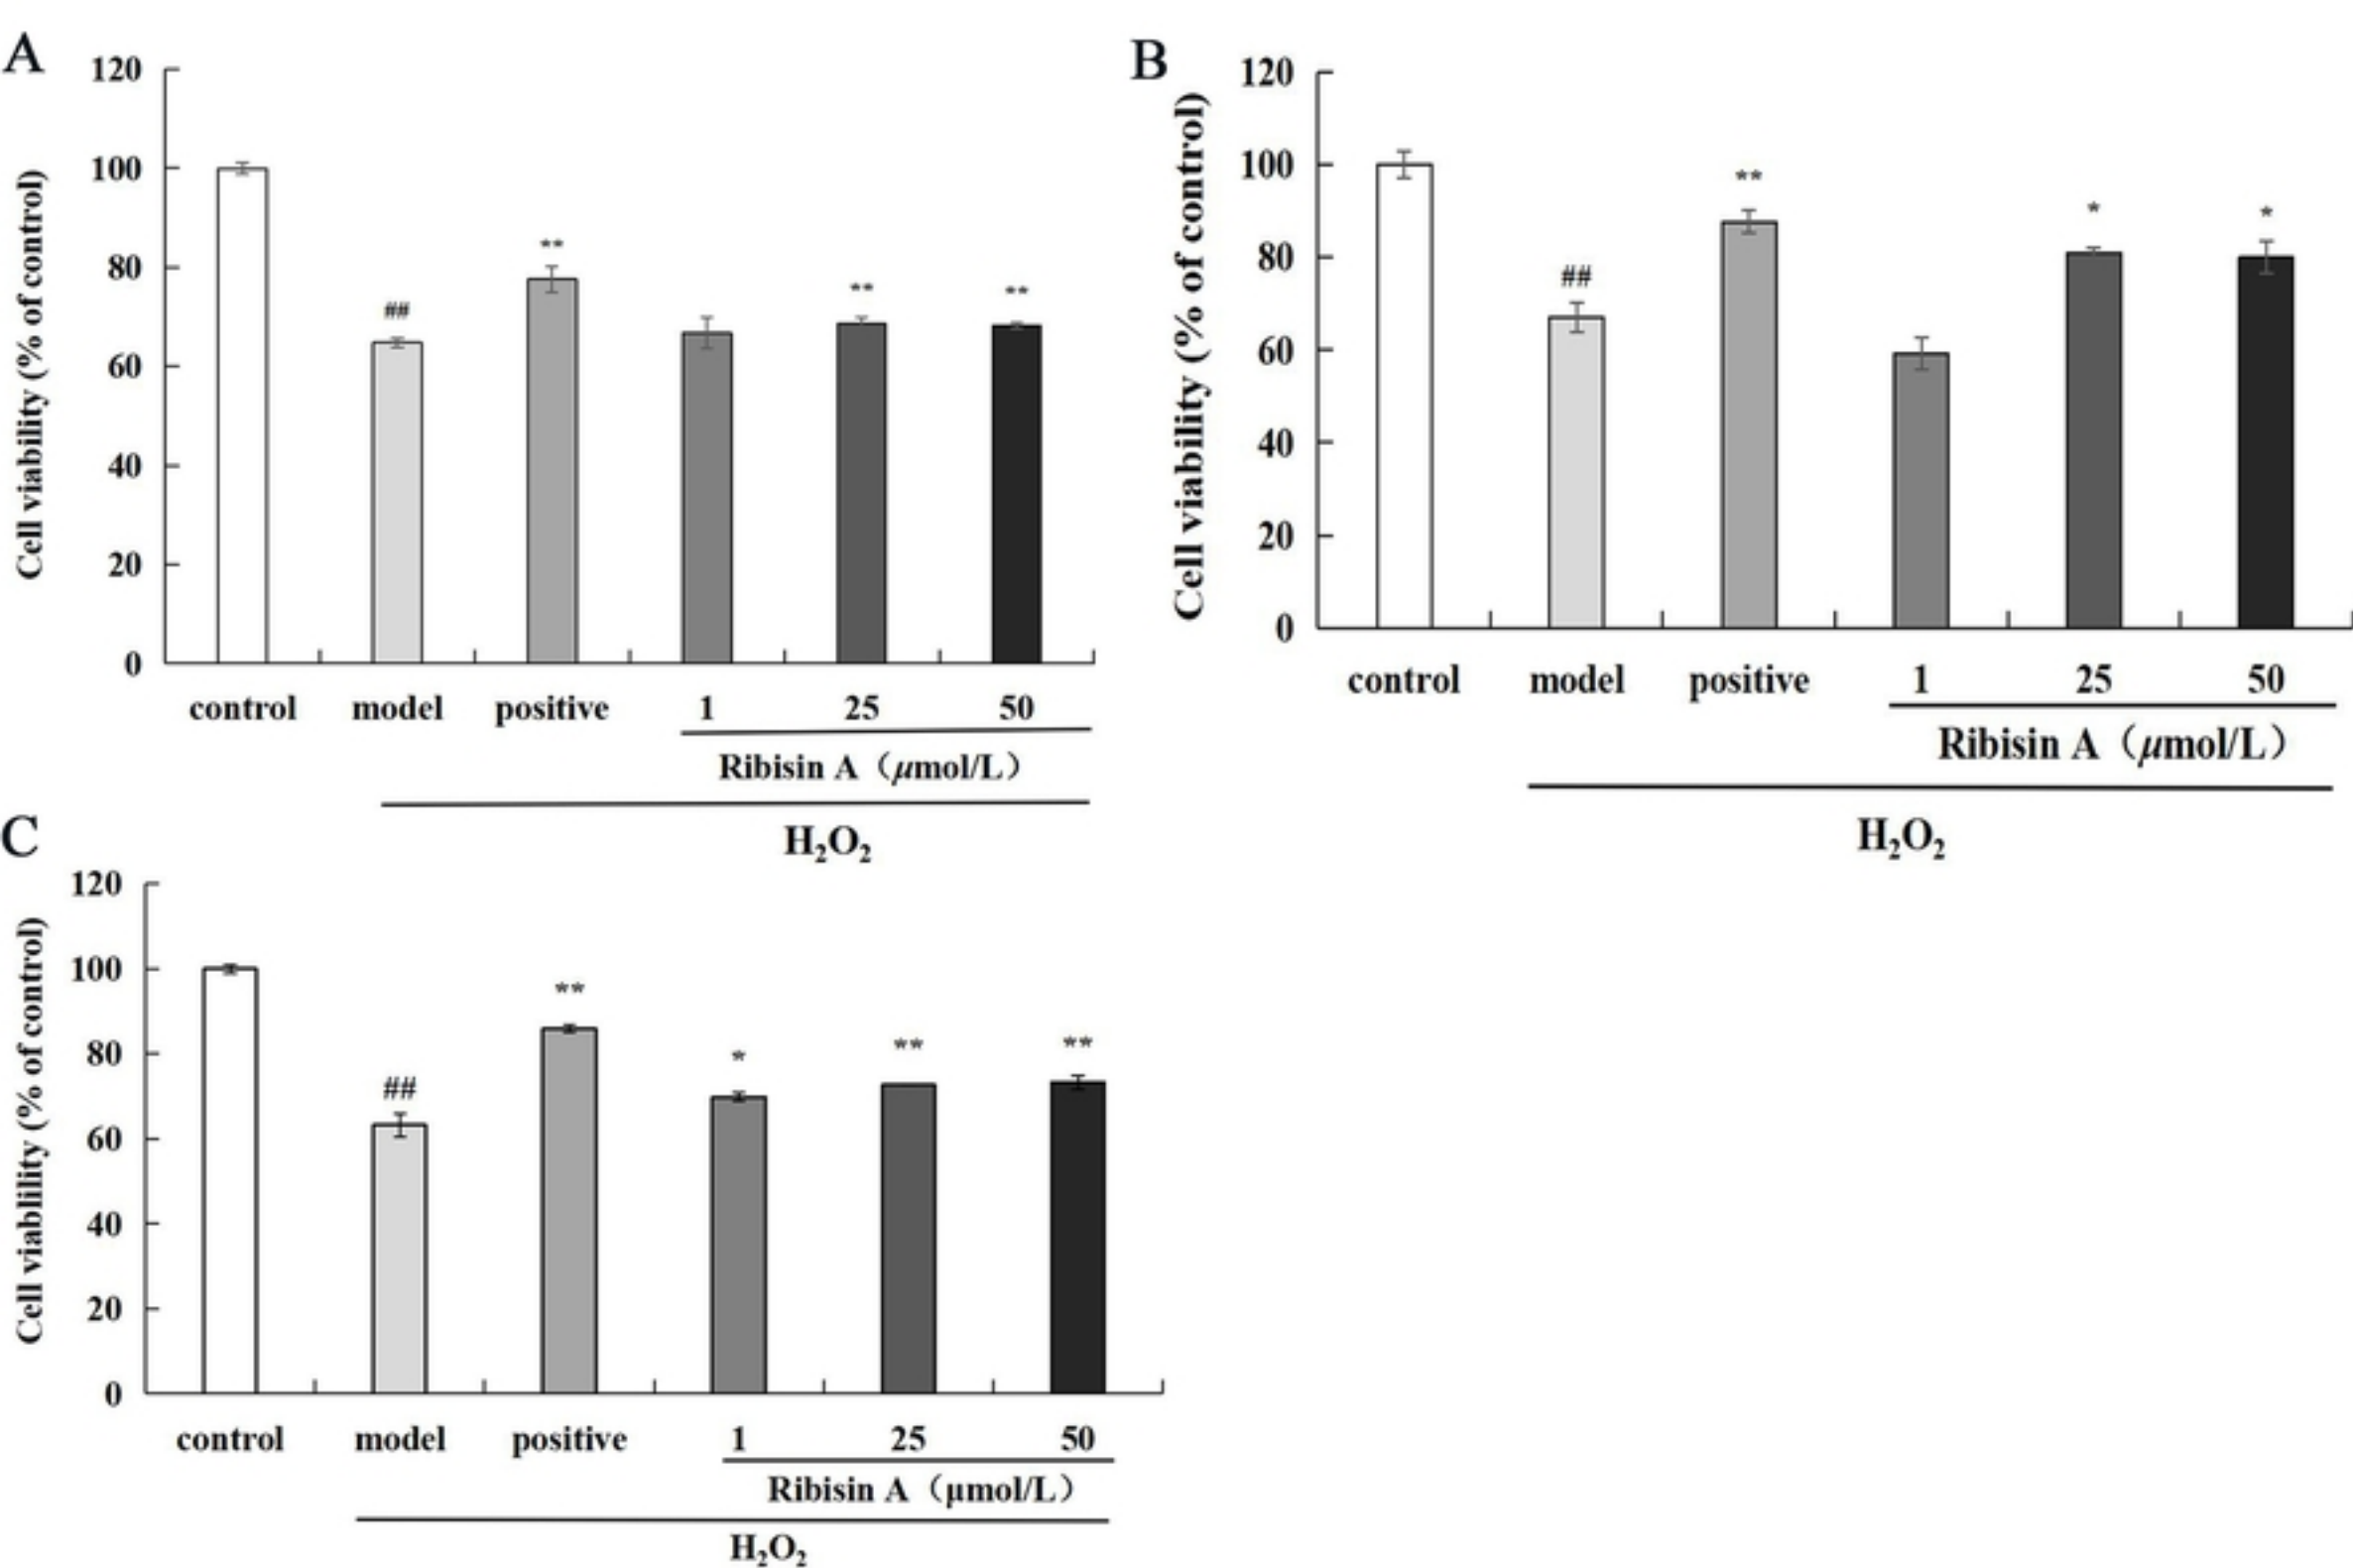 A
120
100
80
60
40
20
0
Cell viability (% of control)
##
**
**
**
control model positive 1 25 50
Ribisin A（μmol/L）
H₂O₂
B
120
100
80
60
40
20
0
Cell viability (% of control)
##
**
*
*
control model positive 1 25 50
Ribisin A（μmol/L）
H₂O₂
C
120
100
80
60
40
20
0
Cell viablility (% of control)
##
**
*
**
**
control model positive 1 25 50
Ribisin A（μmol/L）
H₂O₂